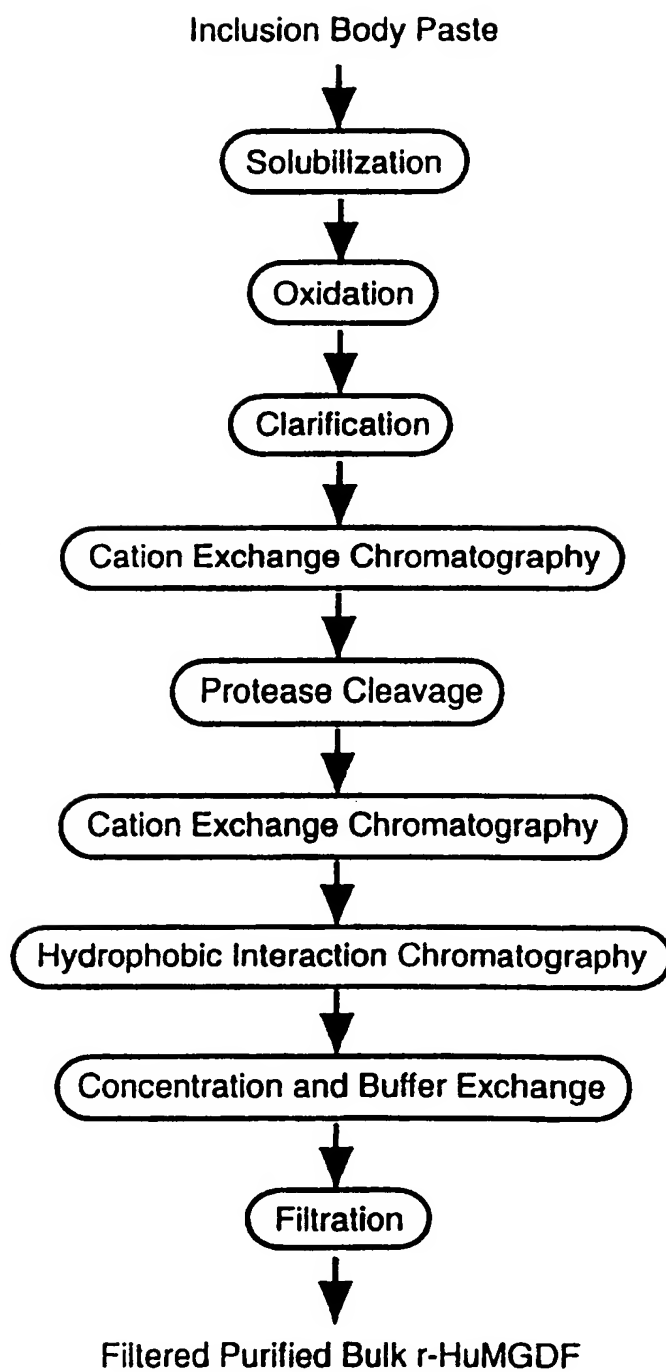 Inclusion Body Paste
Solubilization
Oxidation
Clarification
Cation Exchange Chromatography
Protease Cleavage
Cation Exchange Chromatography
Hydrophobic Interaction Chromatography
Concentration and Buffer Exchange
Filtration
Filtered Purified Bulk r-HuMGDF